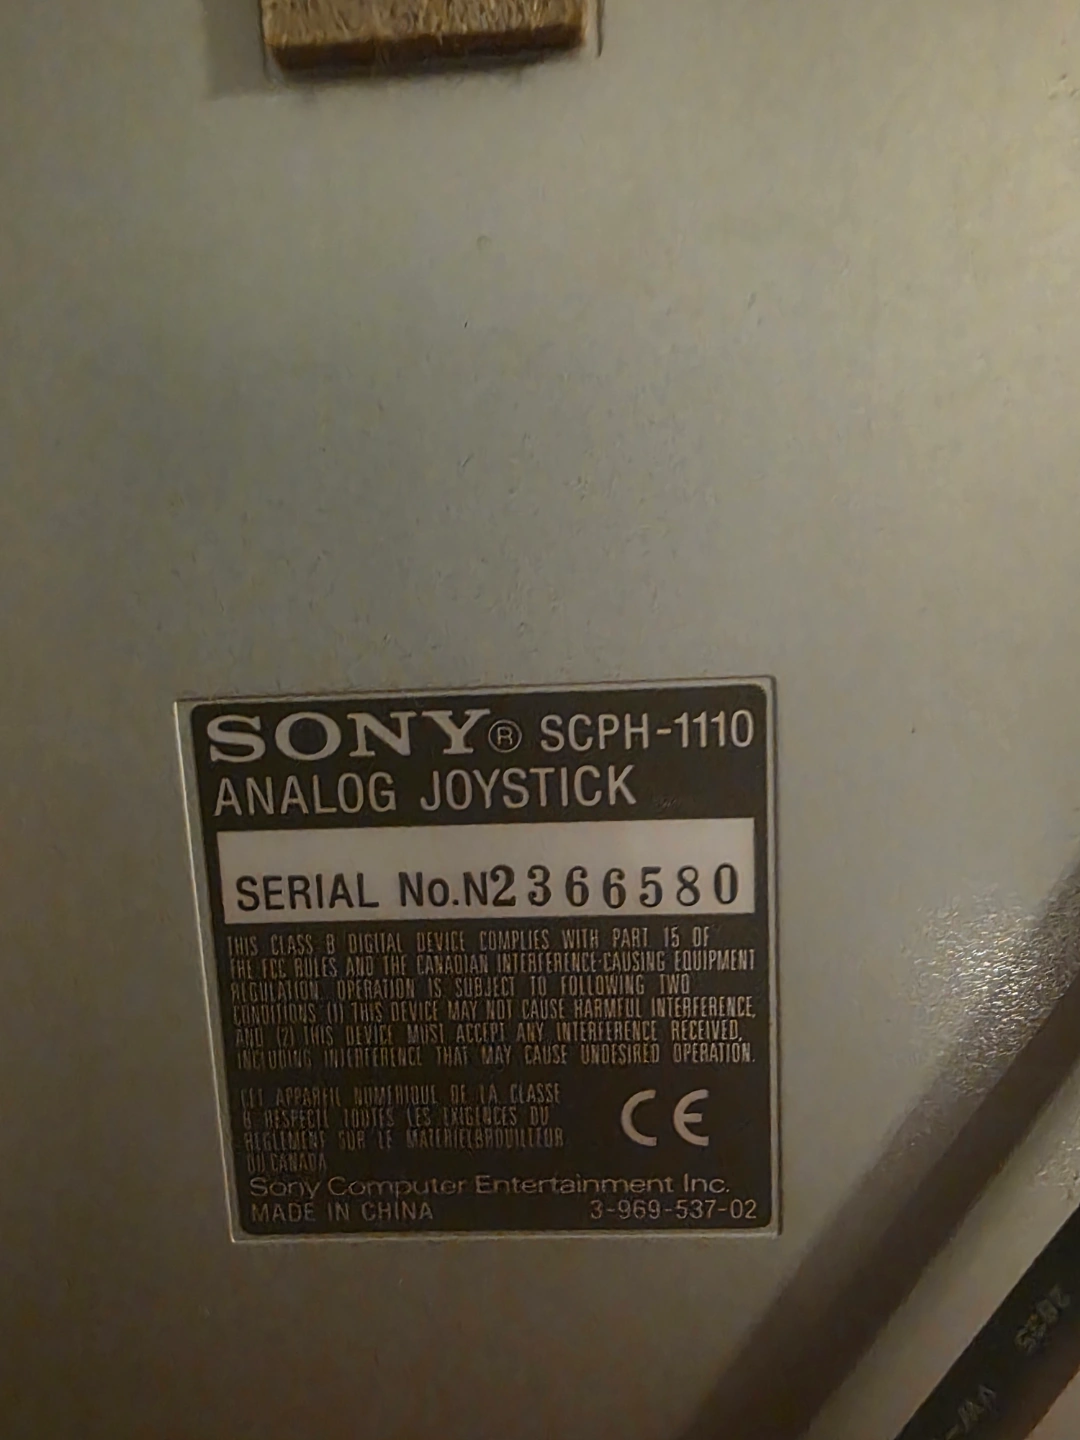 SONY® SCPH-1110
ANALOG JOYSTICK
SERIAL No.N2366580
THIS CLASS B DIGITAL DEVICE COMPLIES WITH PART 15 OF
THE FCC RULES AND THE CANADIAN INTERFERENCE-CAUSING EQUIPMENT
REGULATION. OPERATION IS SUBJECT TO FOLLOWING TWO
CONDITIONS (1) THIS DEVICE MAY NOT CAUSE HARMFUL INTERFERENCE,
AND (2) THIS DEVICE MUST ACCEPT ANY INTERFERENCE RECEIVED,
INCLUDING INTERFERENCE THAT MAY CAUSE UNDESIRED OPERATION.
CET APPAREIL NUMERIQUE DE LA CLASSE
B RESPECTE TOUTES LES EXIGENCES DU
REGLEMENT SUR LE MATERIELBROUILLEUR
DU CANADA
CE
Sony Computer Entertainment Inc.
MADE IN CHINA 3-969-537-02
2835